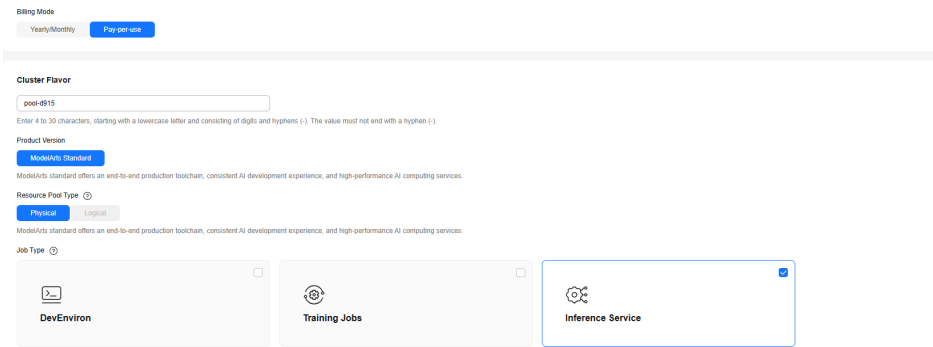 Billing Mode
Yearly/Monthly Pay-per-use
Cluster Flavor
pool-d915
Enter 4 to 30 characters, starting with a lowercase letter and consisting of digits and hyphens (-). The value must not end with a hyphen (-).
Product Version
ModelArts Standard
ModelArts standard offers an end-to-end production toolchain, consistent AI development experience, and high-performance AI computing services.
Resource Pool Type ?
Physical Logical
ModelArts standard offers an end-to-end production toolchain, consistent AI development experience, and high-performance AI computing services.
Job Type ?
DevEnviron Training Jobs Inference Service